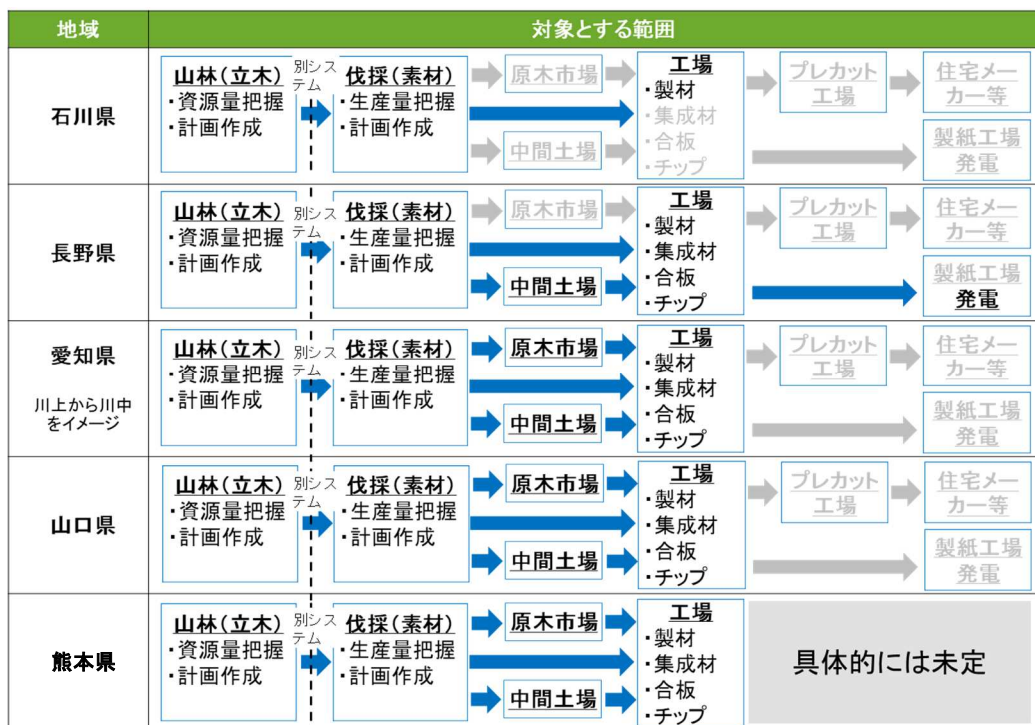 地域 対象とする範囲
石川県
山林(立木)
・資源量把握
・計画作成
別シス
テム
伐採(素材)
・生産量把握
・計画作成
原木市場
中間土場
工場
・製材
・集成材
・合板
・チップ
プレカット
工場
住宅メー
カー等
製紙工場
発電
長野県
山林(立木)
・資源量把握
・計画作成
別シス
テム
伐採(素材)
・生産量把握
・計画作成
原木市場
中間土場
工場
・製材
・集成材
・合板
・チップ
プレカット
工場
住宅メー
カー等
製紙工場
発電
愛知県
川上から川中
をイメージ
山林(立木)
・資源量把握
・計画作成
別シス
テム
伐採(素材)
・生産量把握
・計画作成
原木市場
中間土場
工場
・製材
・集成材
・合板
・チップ
プレカット
工場
住宅メー
カー等
製紙工場
発電
山口県
山林(立木)
・資源量把握
・計画作成
別シス
テム
伐採(素材)
・生産量把握
・計画作成
原木市場
中間土場
工場
・製材
・集成材
・合板
・チップ
プレカット
工場
住宅メー
カー等
製紙工場
発電
熊本県
山林(立木)
・資源量把握
・計画作成
別シス
テム
伐採(素材)
・生産量把握
・計画作成
原木市場
中間土場
工場
・製材
・集成材
・合板
・チップ
具体的には未定